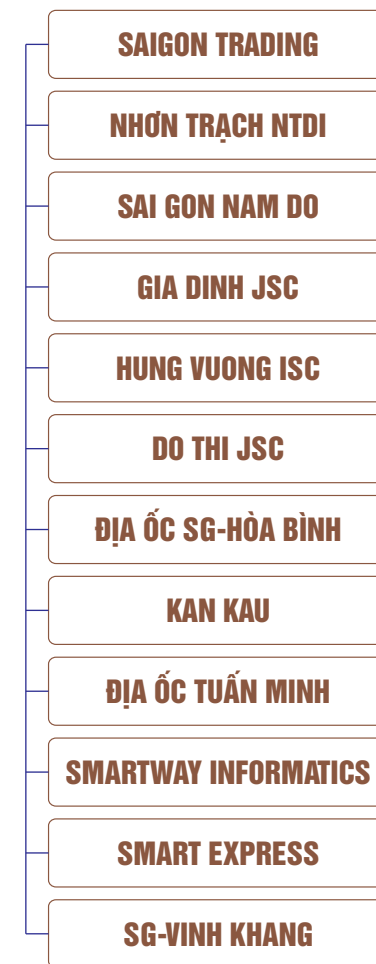 SAIGON TRADING
NHƠN TRẠCH NTDI
SAI GON NAM DO
GIA DINH JSC
HUNG VUONG ISC
DO THI JSC
ĐỊA ỐC SG-HÒA BÌNH
KAN KAU
ĐỊA ỐC TUẤN MINH
SMARTWAY INFORMATICS
SMART EXPRESS
SG-VINH KHANG